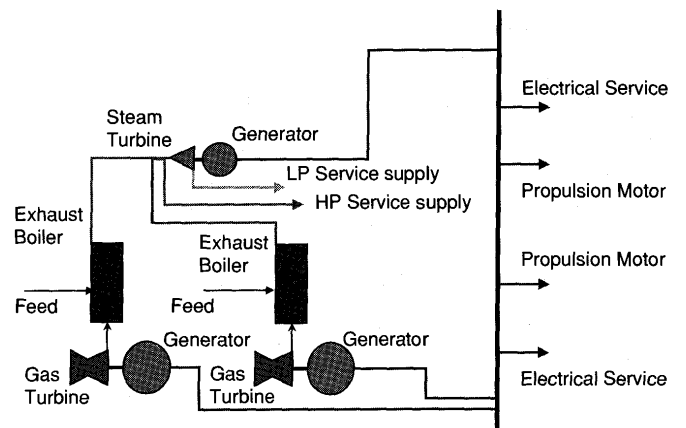 Electrical Service
Steam
Turbine
Generator
LP Service supply
Propulsion Motor
HP Service supply
Exhaust
Boiler
Exhaust
Boiler
Propulsion Motor
Feed
Feed
Generator
Generator
Gas
Turbine
Gas
Turbine
Electrical Service